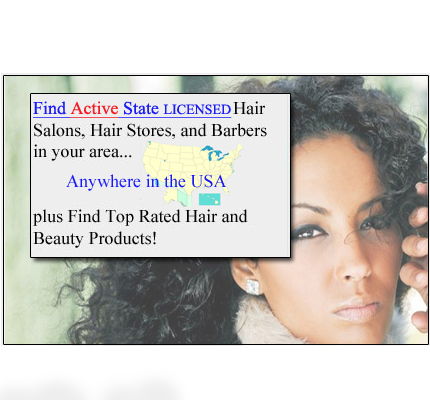 Find Active State LICENSED Hair
Salons, Hair Stores, and Barbers
in your area...
Anywhere in the USA
plus Find Top Rated Hair and
Beauty Products!